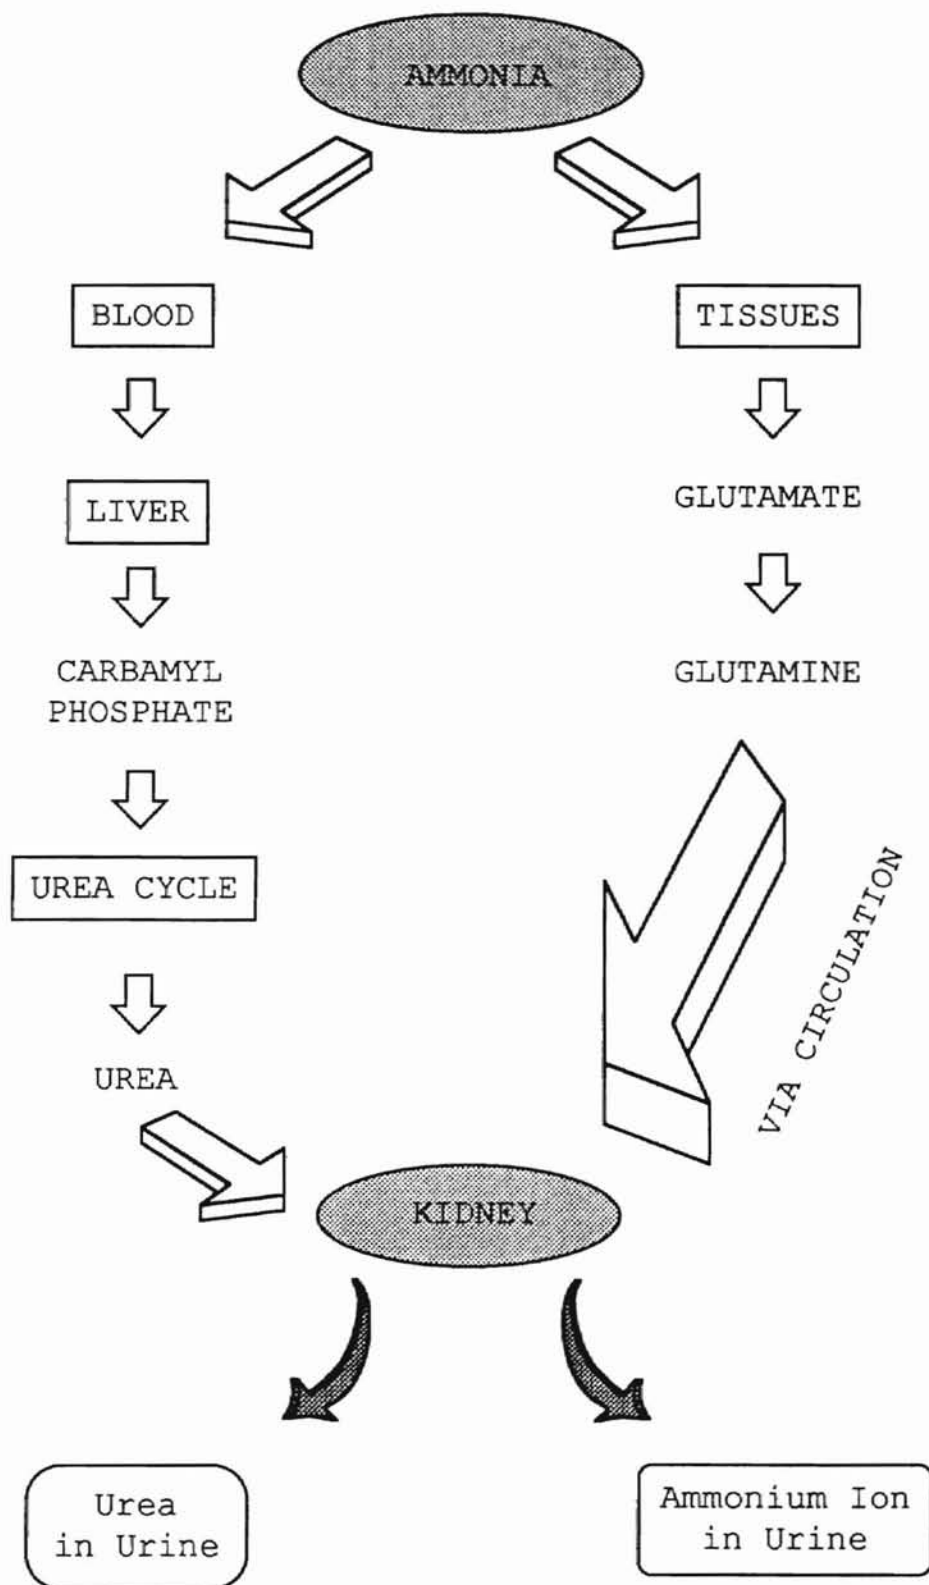 AMMONIA
BLOOD
TISSUES
LIVER
GLUTAMATE
CARBAMYL
PHOSPHATE
GLUTAMINE
UREA CYCLE
VIA CIRCULATION
UREA
KIDNEY
Urea
in Urine
Ammonium Ion
in Urine